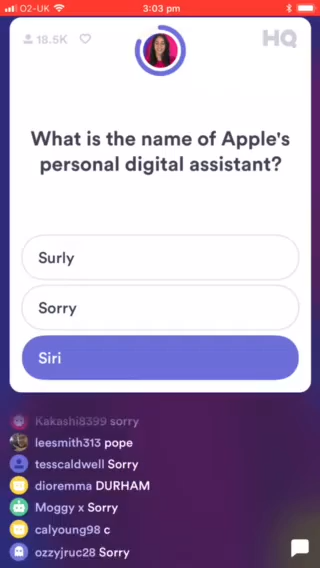 O2-UK 3:03 pm
18.5K HQ
What is the name of Apple's
personal digital assistant?
Surly
Sorry
Siri
Kakashi8399 sorry
leesmith313 pope
tesscaldwell Sorry
dioremma DURHAM
Moggy x Sorry
calyoung98 c
ozzyjruc28 Sorry